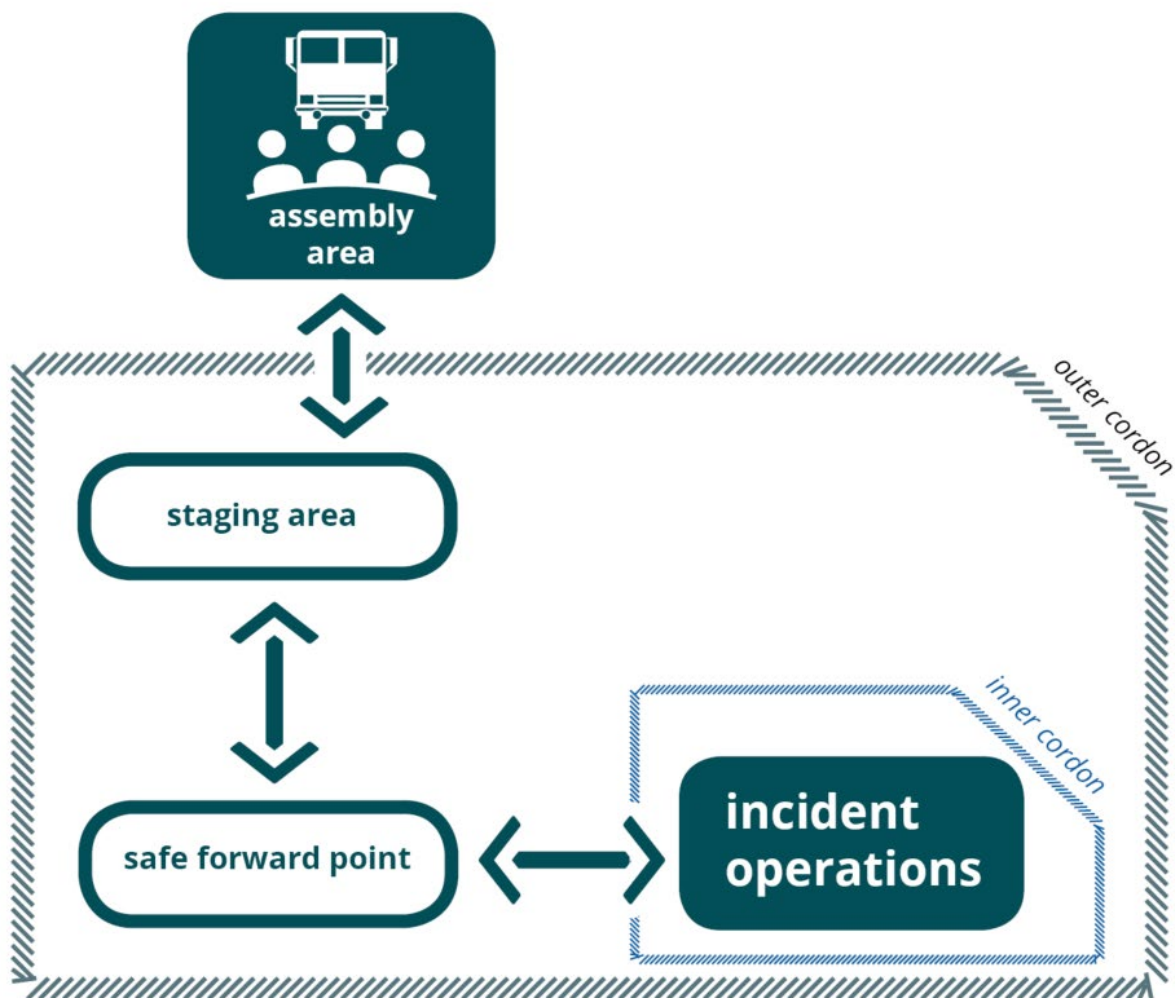 assembly
area
outer cordon
staging area
inner cordon
safe forward point
incident
operations